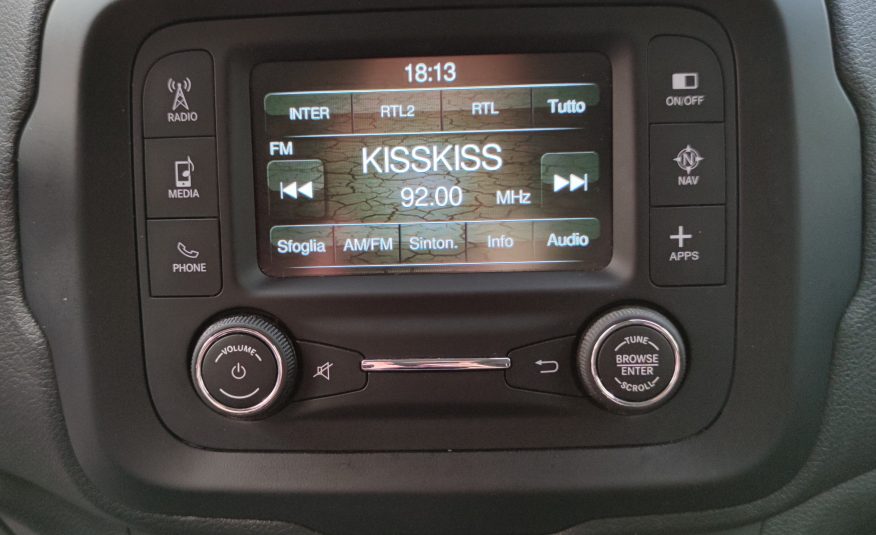 18:13
INTER RTL2 RTL Tutto
FM
KISSKISS
92.00 MHz
Sfoglia AM/FM Sinton. Info Audio
RADIO
MEDIA
PHONE
ON/OFF
N
NAV
APPS
VOLUME
TUNE
BROWSE
ENTER
SCROLL